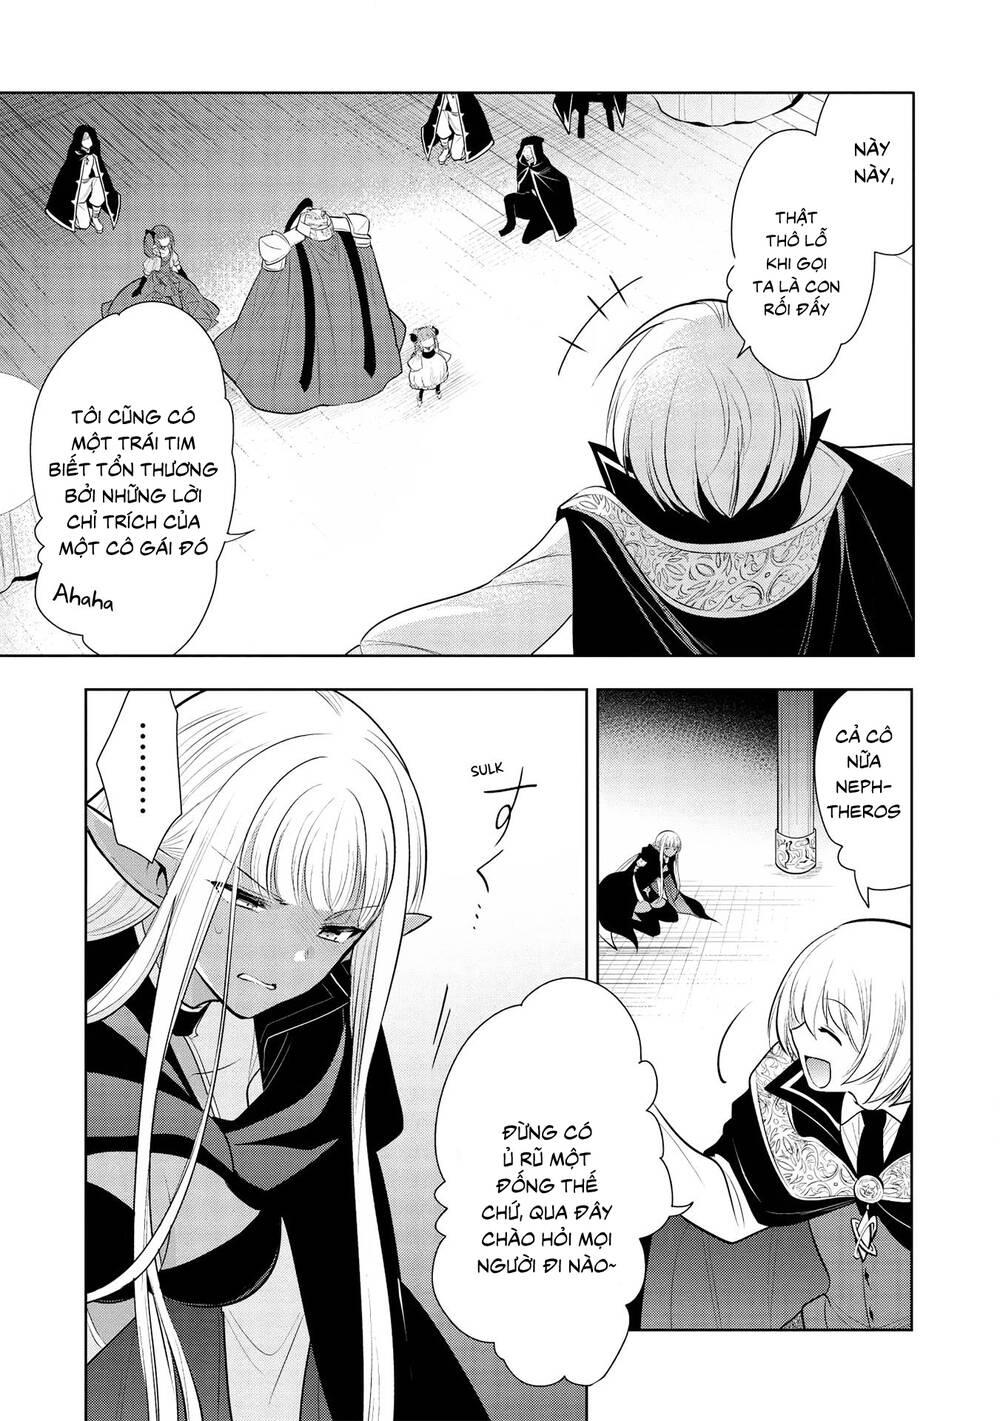 NÀY
NÀY,
THẬT
THÔ LỖ
KHI GỌI
TA LÀ CON
RỐI ĐẤY
TÔI CŨNG CÓ
MỘT TRÁI TIM
BIẾT TỔN THƯƠNG
BỞI NHỮNG LỜI
CHỈ TRÍCH CỦA
MỘT CÔ GÁI ĐÓ
Ahaha
CẢ CÔ
NỮA
NEPH-
THEROS
ĐỪNG CÓ
Ủ RŨ MỘT
ĐỐNG THẾ
CHỨ, QUA ĐÂY
CHÀO HỎI MỌI
NGƯỜI ĐI NÀO~
SULK
す…
........